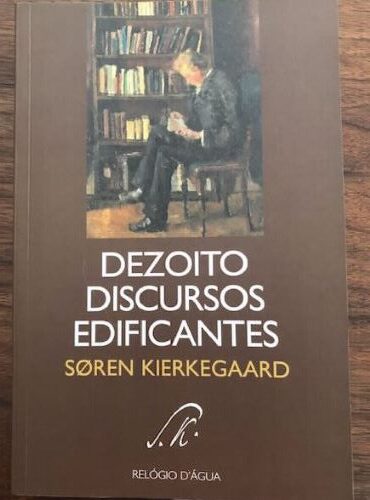 DEZOITO
DISCURSOS
EDIFICANTES
SØREN KIERKEGAARD
S. K.
RELÓGIO D'ÁGUA